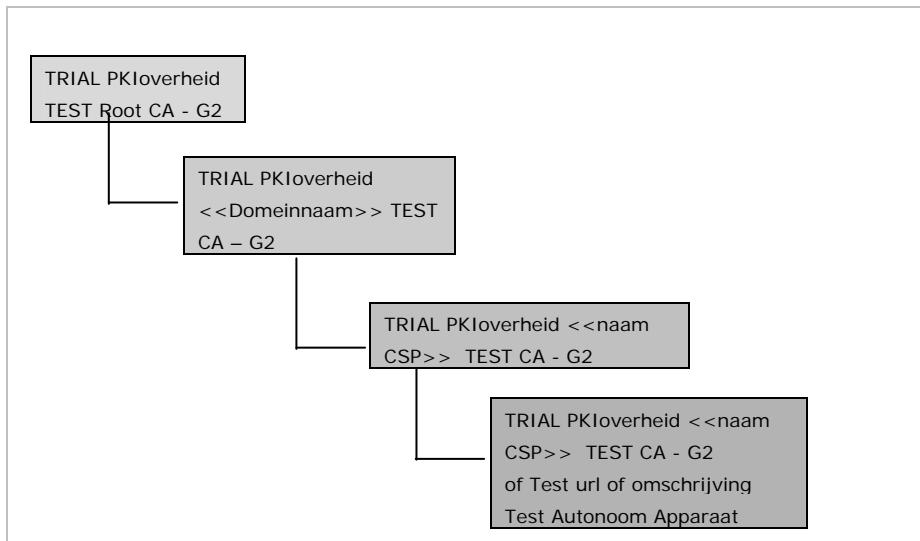 TRIAL PKIoverheid
TEST Root CA - G2
TRIAL PKIoverheid
<<Domeinnaam>> TEST
CA – G2
TRIAL PKIoverheid <<naam
CSP>> TEST CA - G2
TRIAL PKIoverheid <<naam
CSP>> TEST CA - G2
of Test url of omschrijving
Test Autonoom Apparaat